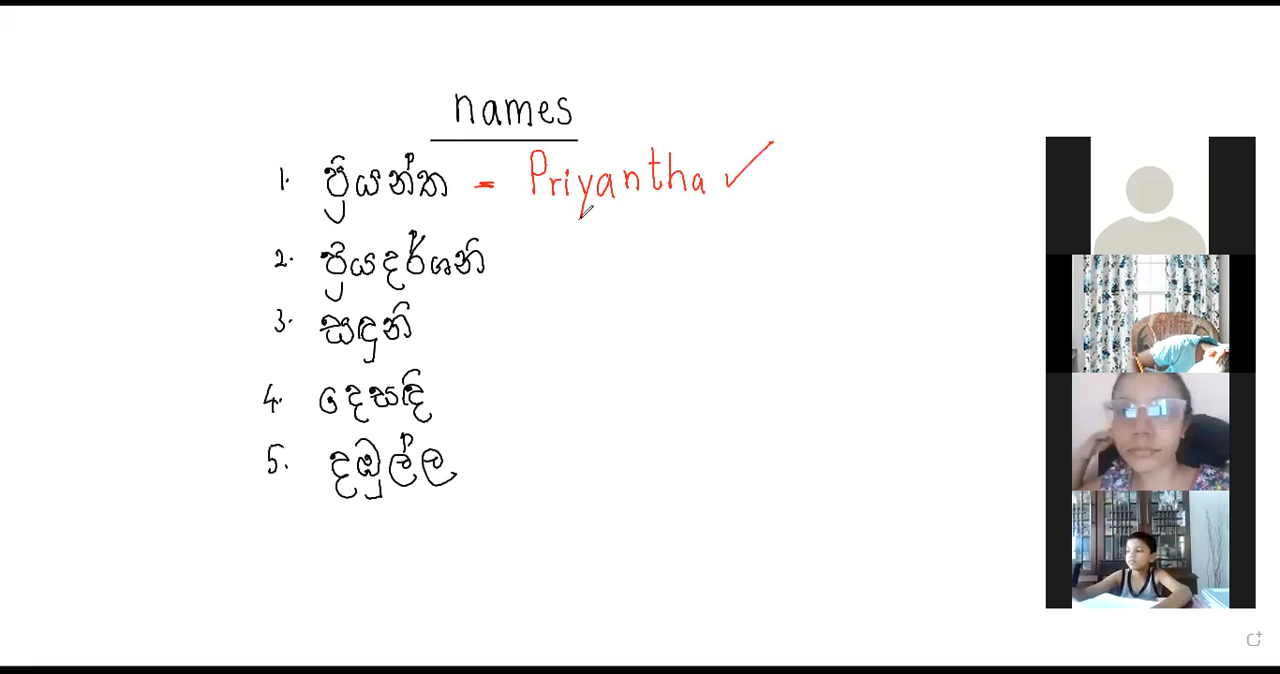 names
1. ප්‍රියන්ත - Priyantha ✓
2. ප්‍රියදර්ශනි
3. සඳුනි
4. දෙසඳි
5. දඹුල්ල